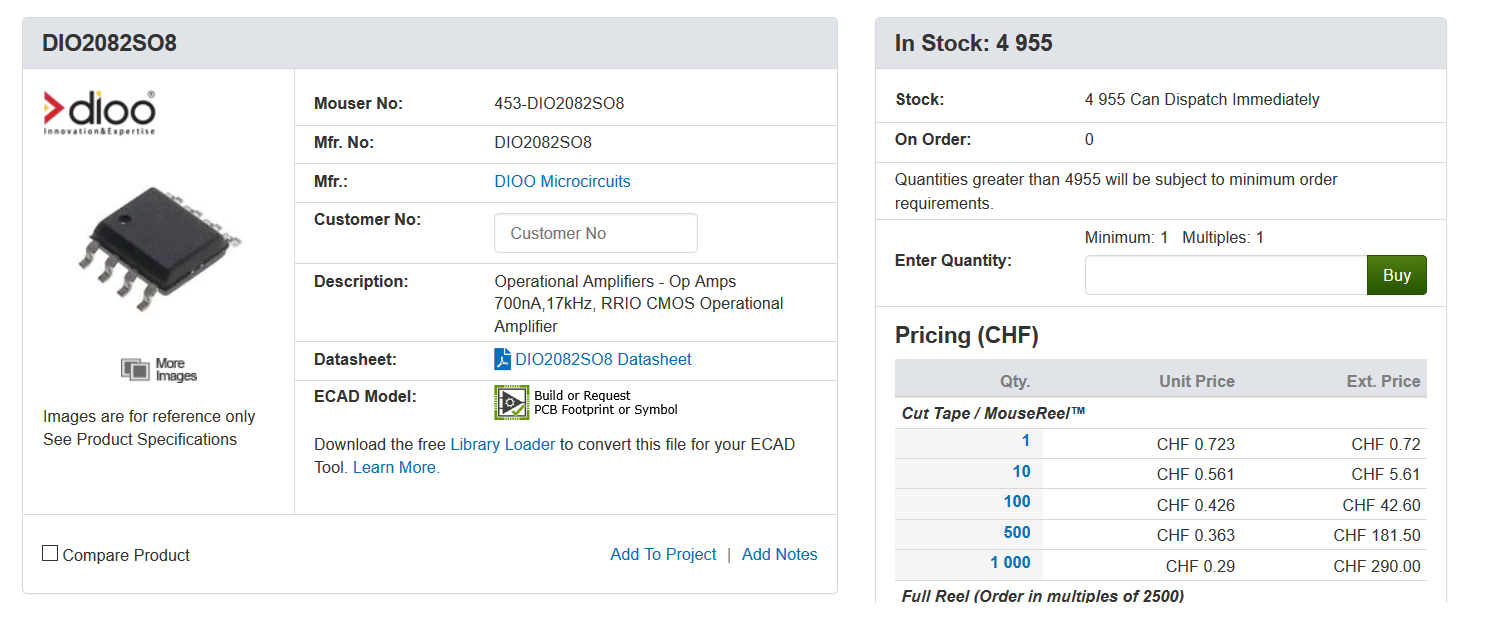 DIO2082SO8
dioo®
Innovation&Expertise
More
Images
Images are for reference only
See Product Specifications
Mouser No: 453-DIO2082SO8
Mfr. No: DIO2082SO8
Mfr.: DIOO Microcircuits
Customer No: Customer No
Description: Operational Amplifiers - Op Amps
700nA,17kHz, RRIO CMOS Operational
Amplifier
Datasheet: DIO2082SO8 Datasheet
ECAD Model: Build or Request
PCB Footprint or Symbol
Download the free Library Loader to convert this file for your ECAD
Tool. Learn More.
Compare Product Add To Project | Add Notes
In Stock: 4 955
Stock: 4 955 Can Dispatch Immediately
On Order: 0
Quantities greater than 4955 will be subject to minimum order
requirements.
Minimum: 1 Multiples: 1
Enter Quantity: Buy
Pricing (CHF)
Qty. Unit Price Ext. Price
Cut Tape / MouseReel™
1 CHF 0.723 CHF 0.72
10 CHF 0.561 CHF 5.61
100 CHF 0.426 CHF 42.60
500 CHF 0.363 CHF 181.50
1 000 CHF 0.29 CHF 290.00
Full Reel (Order in multiples of 2500)